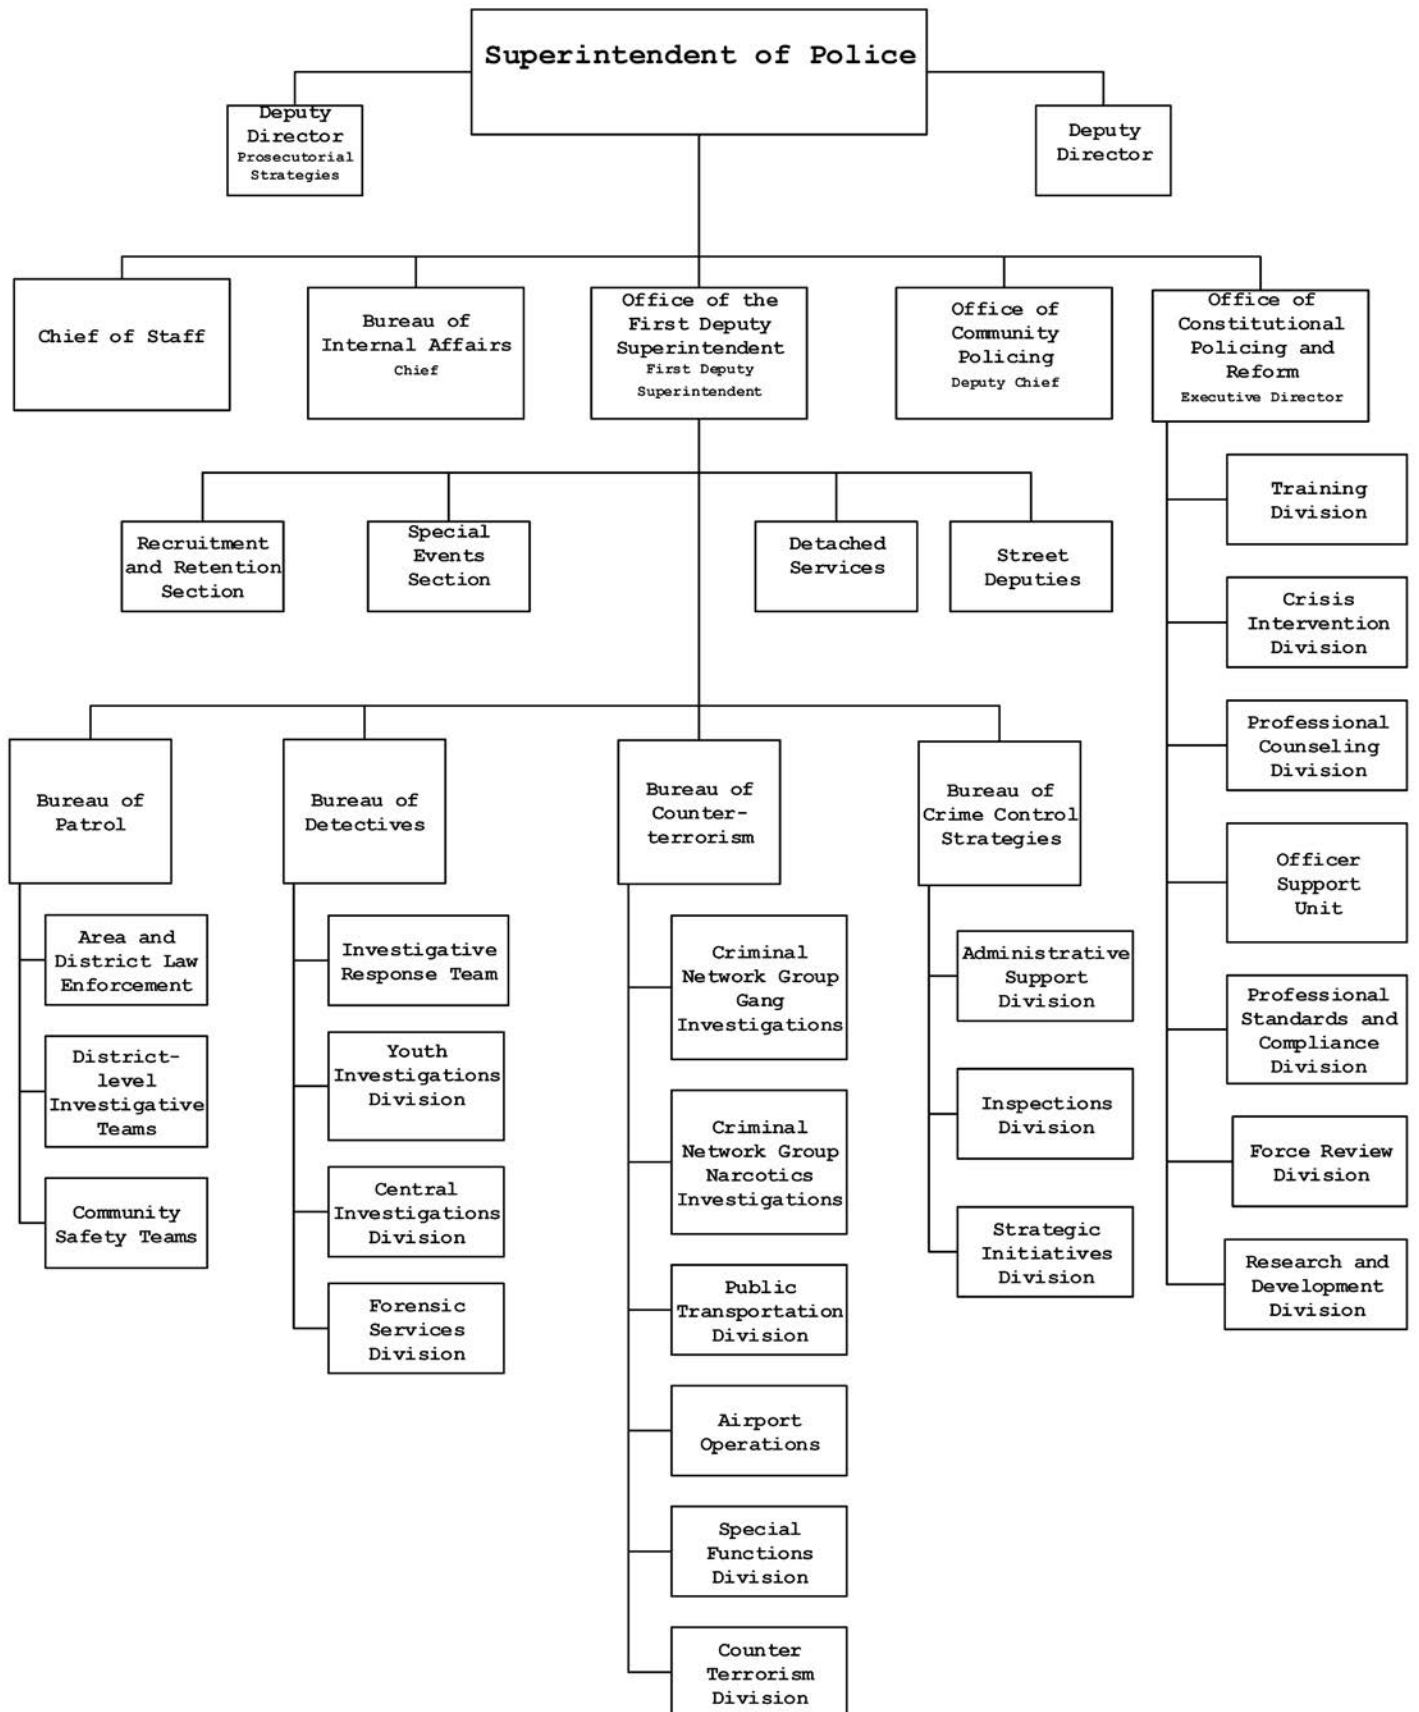 Superintendent of Police
Deputy
Director
Prosecutorial
Strategies
Deputy
Director
Chief of Staff
Bureau of
Internal Affairs
Chief
Office of the
First Deputy
Superintendent
First Deputy
Superintendent
Office of
Community
Policing
Deputy Chief
Office of
Constitutional
Policing and
Reform
Executive Director
Recruitment
and Retention
Section
Special
Events
Section
Detached
Services
Street
Deputies
Training
Division
Crisis
Intervention
Division
Professional
Counseling
Division
Officer
Support
Unit
Professional
Standards and
Compliance
Division
Force Review
Division
Research and
Development
Division
Bureau of
Patrol
Area and
District Law
Enforcement
District-
level
Investigative
Teams
Community
Safety Teams
Bureau of
Detectives
Investigative
Response Team
Youth
Investigations
Division
Central
Investigations
Division
Forensic
Services
Division
Bureau of
Counter-
terrorism
Criminal
Network Group
Gang
Investigations
Criminal
Network Group
Narcotics
Investigations
Public
Transportation
Division
Airport
Operations
Special
Functions
Division
Counter
Terrorism
Division
Bureau of
Crime Control
Strategies
Administrative
Support
Division
Inspections
Division
Strategic
Initiatives
Division